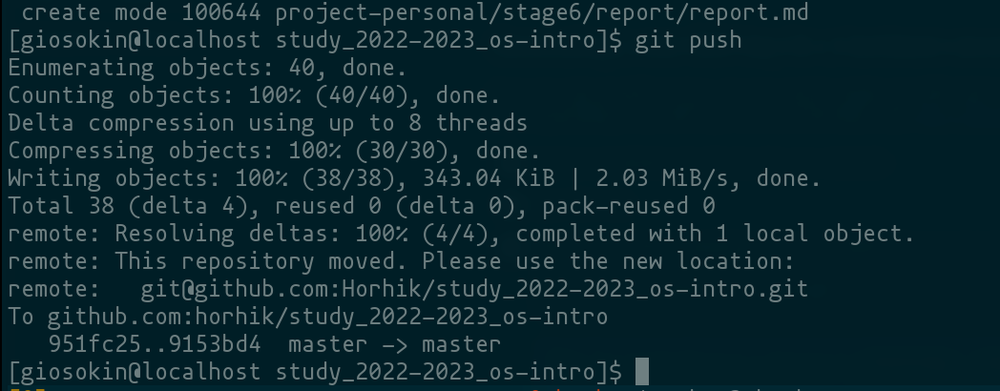 create mode 100644 project-personal/stage6/report/report.md
[giosokin@localhost study_2022-2023_os-intro]$ git push
Enumerating objects: 40, done.
Counting objects: 100% (40/40), done.
Delta compression using up to 8 threads
Compressing objects: 100% (30/30), done.
Writing objects: 100% (38/38), 343.04 KiB | 2.03 MiB/s, done.
Total 38 (delta 4), reused 0 (delta 0), pack-reused 0
remote: Resolving deltas: 100% (4/4), completed with 1 local object.
remote: This repository moved. Please use the new location:
remote:   git@github.com:Horhik/study_2022-2023_os-intro.git
To github.com:horhik/study_2022-2023_os-intro
   951fc25..9153bd4  master -> master
[giosokin@localhost study_2022-2023_os-intro]$